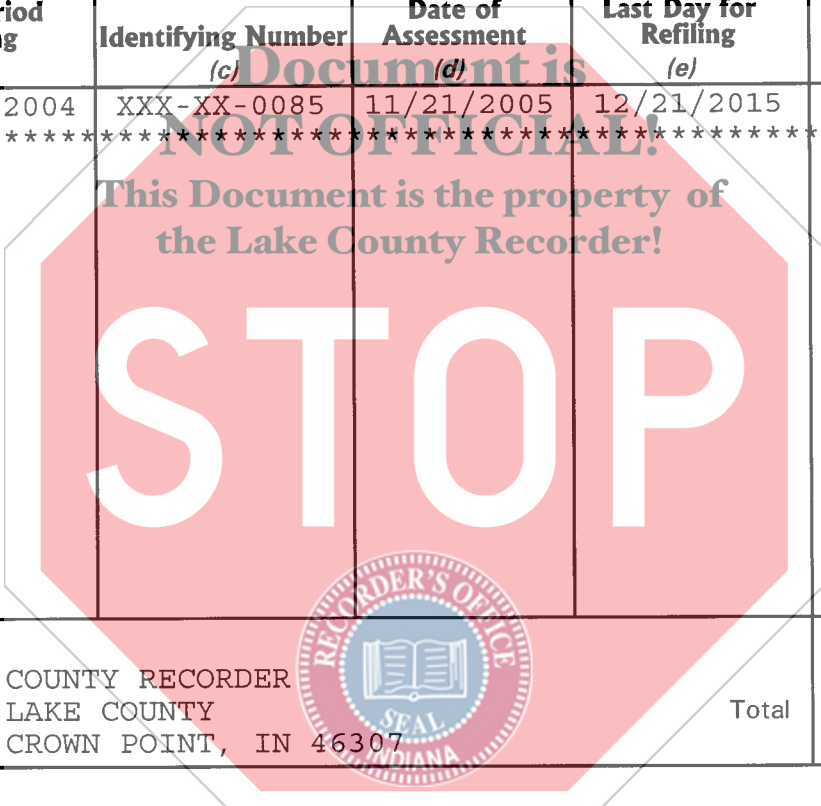 riod
g
Identifying Number
(c)
Date of
Assessment
(d)
Last Day for
Refiling
(e)
Document is
2004 XXX-XX-0085 11/21/2005 12/21/2015
************************************************
NOT OFFICIAL!
This Document is the property of
the Lake County Recorder!
STOP
RECORDER'S OFFICE
SEAL
INDIANA
COUNTY RECORDER
LAKE COUNTY
CROWN POINT, IN 46307
Total